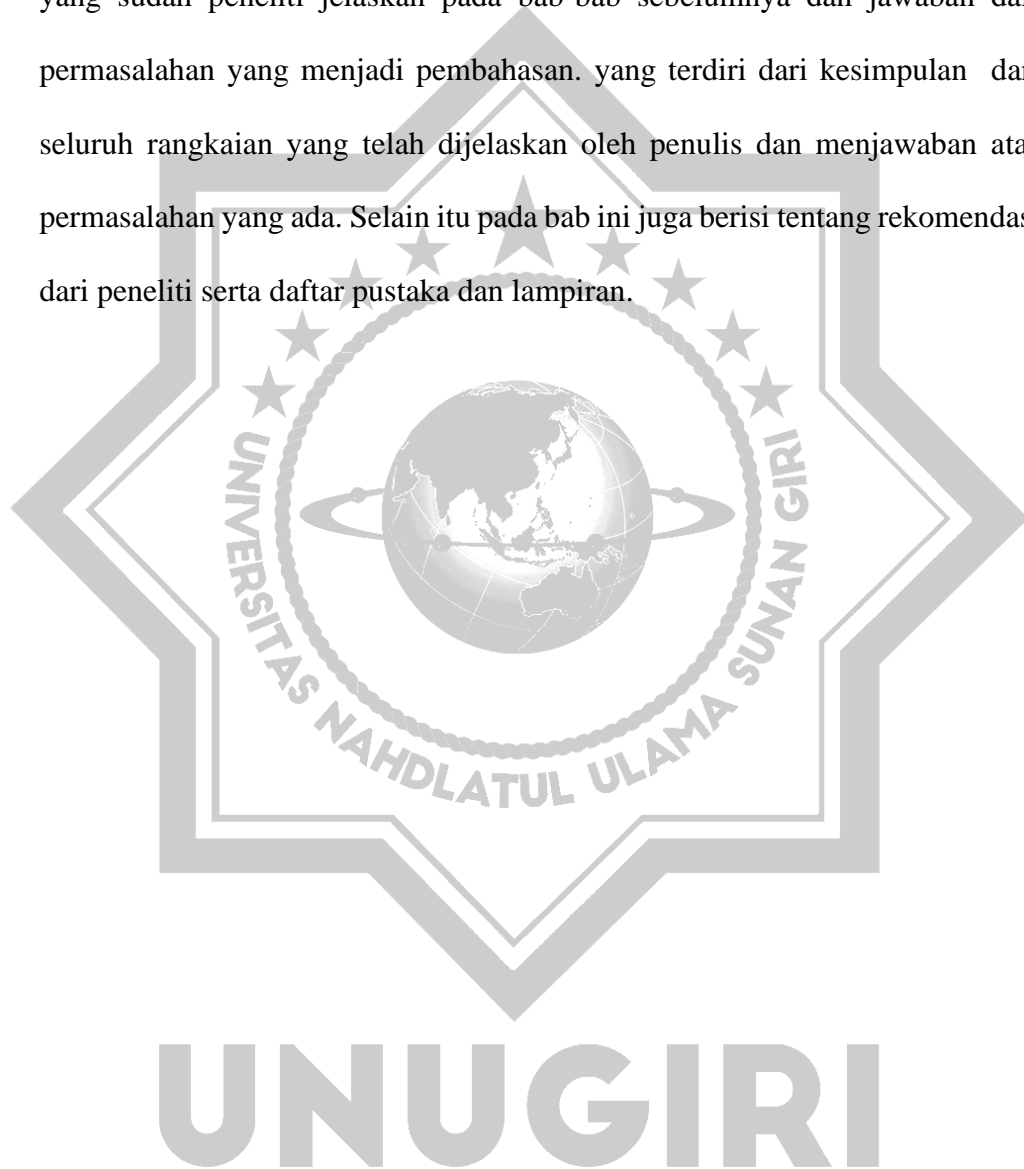 yang sudah peneliti jelaskan pada bab-bab sebelumnya dan jawaban dar
permasalahan yang menjadi pembahasan. yang terdiri dari kesimpulan dar
seluruh rangkaian yang telah dijelaskan oleh penulis dan menjawaban ata
permasalahan yang ada. Selain itu pada bab ini juga berisi tentang rekomendas
dari peneliti serta daftar pustaka dan lampiran.
UNIVERSITAS NAHDLATUL ULAMA SUNAN GIRI
UNUGIRI